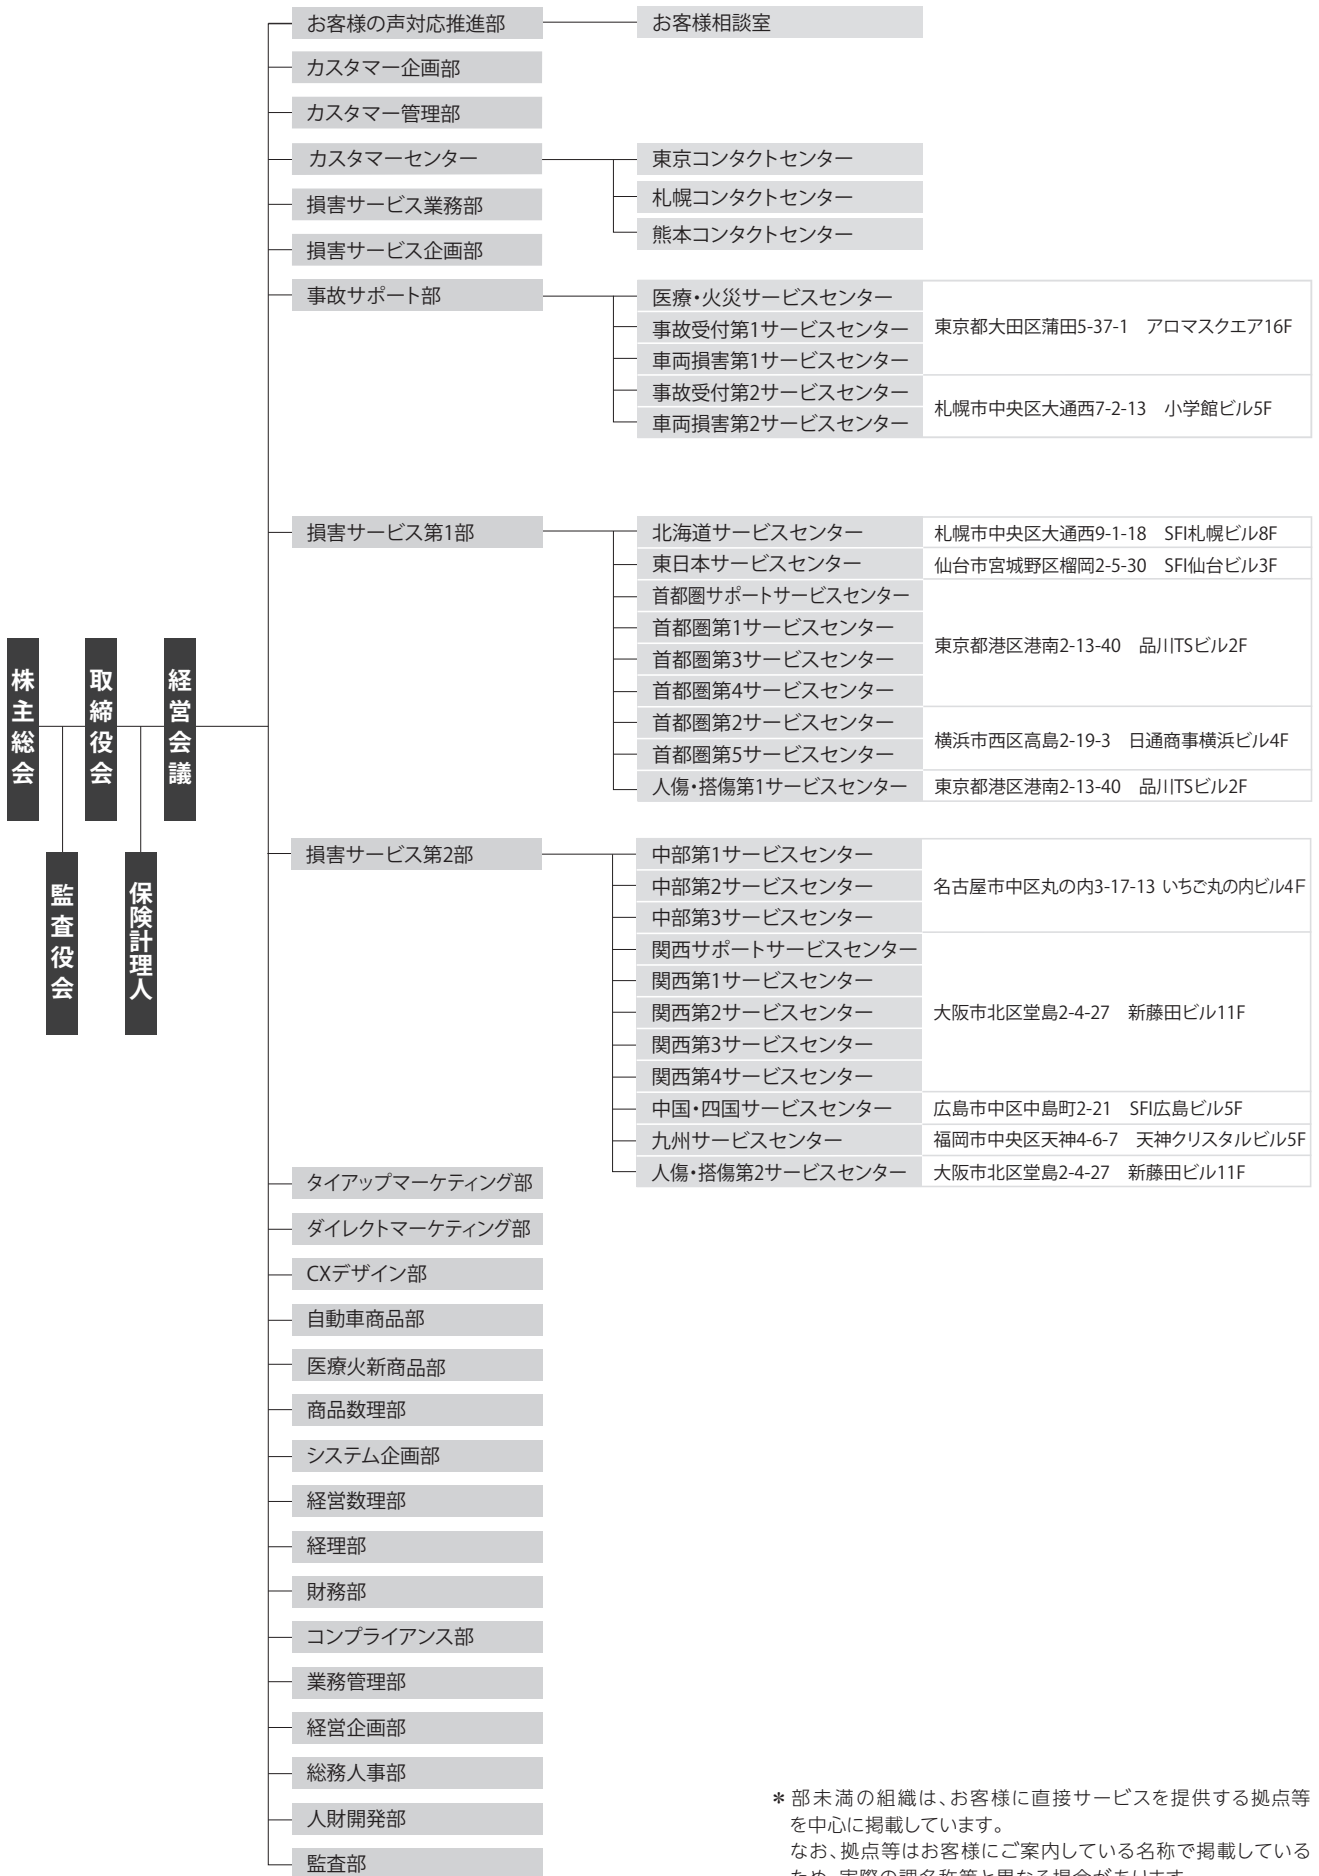 お客様の声対応推進部
お客様相談室
カスタマー企画部
カスタマー管理部
カスタマーセンター
東京コンタクトセンター
札幌コンタクトセンター
熊本コンタクトセンター
損害サービス業務部
損害サービス企画部
事故サポート部
医療・火災サービスセンター
事故受付第1サービスセンター
車両損害第1サービスセンター
東京都大田区蒲田5-37-1 アロマスクエア16F
事故受付第2サービスセンター
車両損害第2サービスセンター
札幌市中央区大通西7-2-13 小学館ビル5F
損害サービス第1部
北海道サービスセンター
札幌市中央区大通西9-1-18 SFI札幌ビル8F
東日本サービスセンター
仙台市宮城野区榴岡2-5-30 SFI仙台ビル3F
首都圏サポートサービスセンター
首都圏第1サービスセンター
首都圏第3サービスセンター
首都圏第4サービスセンター
東京都港区港南2-13-40 品川TSビル2F
首都圏第2サービスセンター
首都圏第5サービスセンター
横浜市西区高島2-19-3 日通商事横浜ビル4F
人傷・搭傷第1サービスセンター
東京都港区港南2-13-40 品川TSビル2F
株主総会
取締役会
経営会議
監査役会
保険計理人
損害サービス第2部
中部第1サービスセンター
中部第2サービスセンター
中部第3サービスセンター
名古屋市中区丸の内3-17-13 いちご丸の内ビル4F
関西サポートサービスセンター
関西第1サービスセンター
関西第2サービスセンター
関西第3サービスセンター
関西第4サービスセンター
大阪市北区堂島2-4-27 新藤田ビル11F
中国・四国サービスセンター
広島市中区中島町2-21 SFI広島ビル5F
九州サービスセンター
福岡市中央区天神4-6-7 天神クリスタルビル5F
人傷・搭傷第2サービスセンター
大阪市北区堂島2-4-27 新藤田ビル11F
タイアップマーケティング部
ダイレクトマーケティング部
CXデザイン部
自動車商品部
医療火新商品部
商品数理部
システム企画部
経営数理部
経理部
財務部
コンプライアンス部
業務管理部
経営企画部
総務人事部
人財開発部
監査部
＊部未満の組織は、お客様に直接サービスを提供する拠点等
を中心に掲載しています。
なお、拠点等はお客様にご案内している名称で掲載している
ため、実際の課名称等と異なる場合があります。